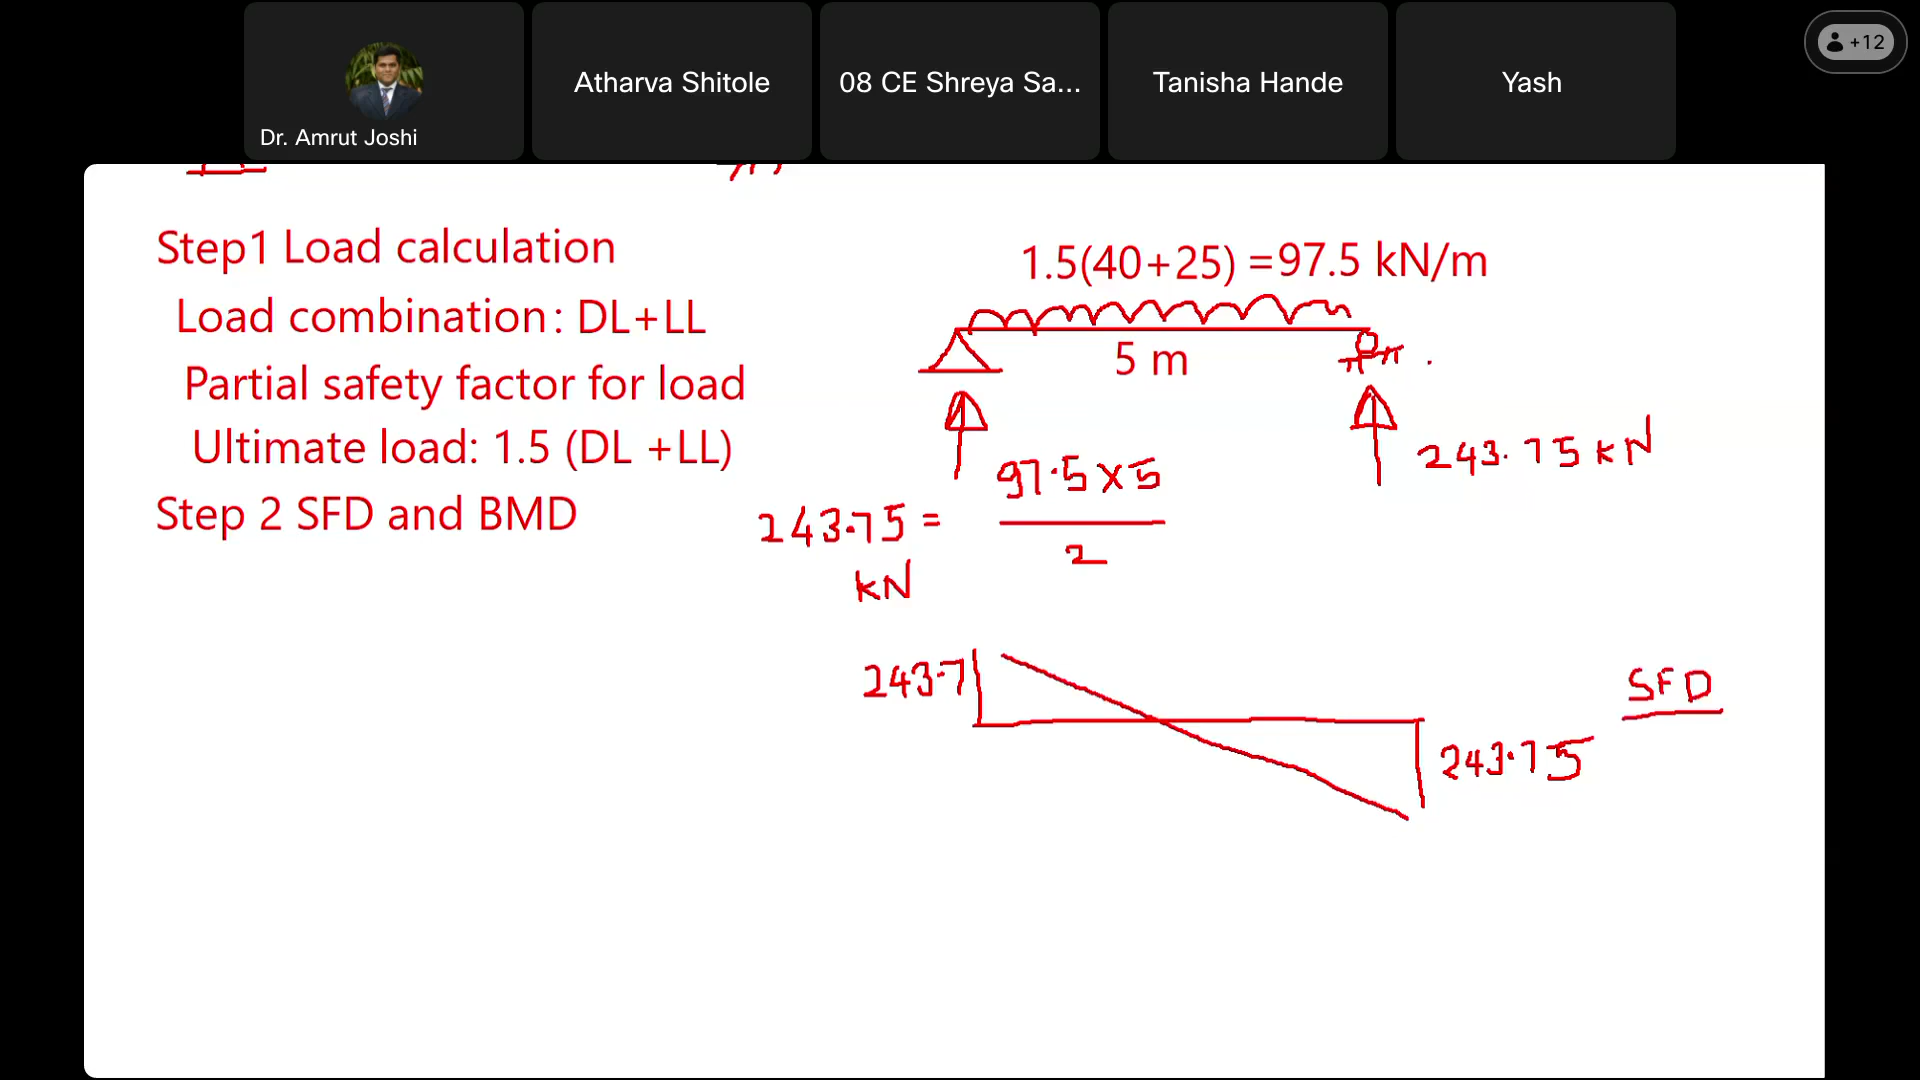 Dr. Amrut Joshi
Atharva Shitole
08 CE Shreya Sa...
Tanisha Hande
Yash
+12
Step1 Load calculation
Load combination: DL+LL
Partial safety factor for load
Ultimate load: 1.5 (DL +LL)
Step 2 SFD and BMD
1.5(40+25) =97.5 kN/m
5 m
243.75 kN
243.75 = 97.5 x 5
2
kN
243.7
SFD
243.75